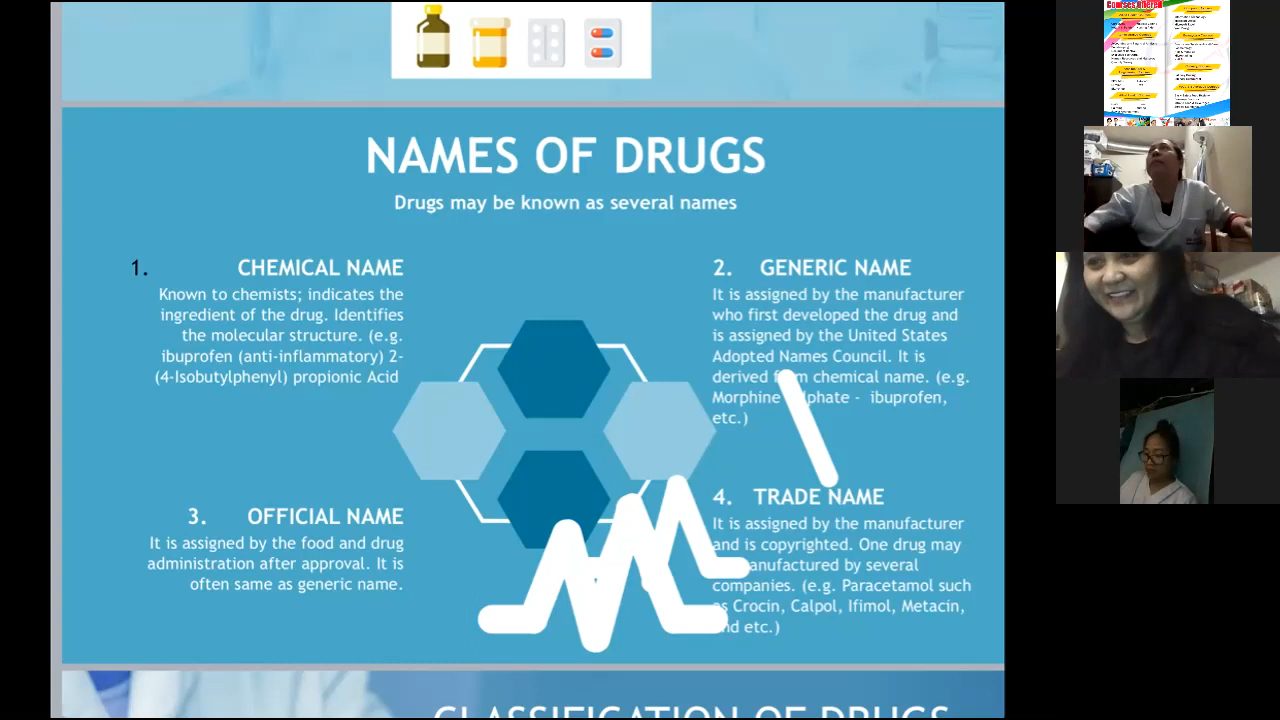 NAMES OF DRUGS
Drugs may be known as several names
1. CHEMICAL NAME
Known to chemists; indicates the
ingredient of the drug. Identifies
the molecular structure. (e.g.
ibuprofen (anti-inflammatory) 2-
(4-Isobutylphenyl) propionic Acid
2. GENERIC NAME
It is assigned by the manufacturer
who first developed the drug and
is assigned by the United States
Adopted Names Council. It is
derived chemical name. (e.g.
Morphine - ibuprofen,
etc.)
3. OFFICIAL NAME
It is assigned by the food and drug
administration after approval. It is
often same as generic name.
4. TRADE NAME
It is assigned by the manufacturer
and is copyrighted. One drug may
by several
companies. (e.g. Paracetamol such
as Crocin, Calpol, Ifimol, Metacin,
and etc.)
CLASSIFICATION OF DRUGS
Courses Offered